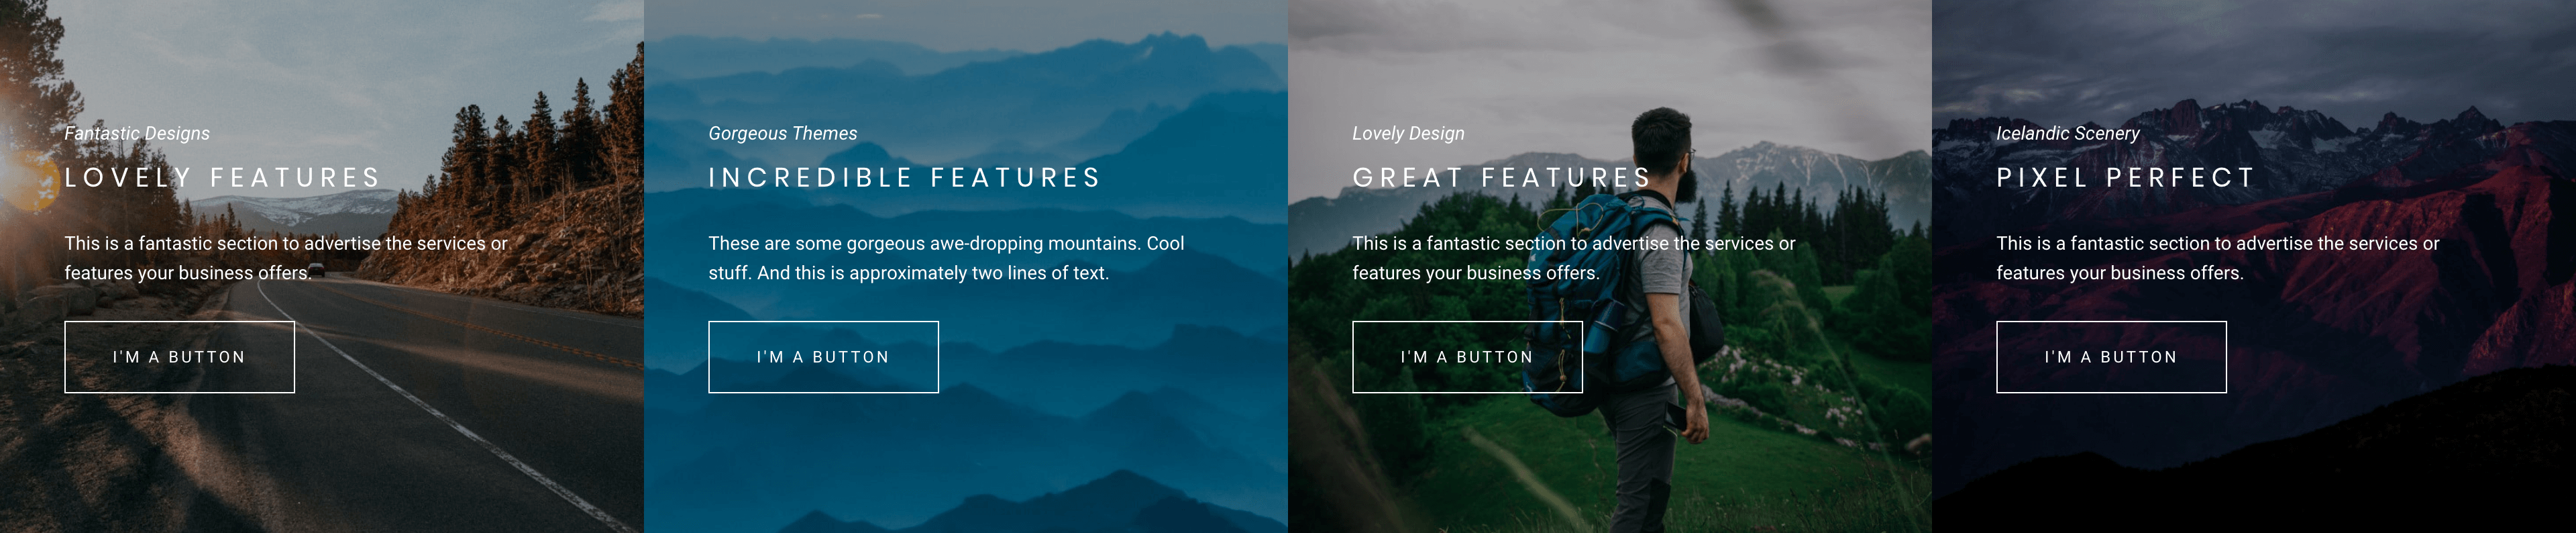 Fantastic Designs
LOVELY FEATURES
This is a fantastic section to advertise the services or
features your business offers.
I'M A BUTTON
Gorgeous Themes
INCREDIBLE FEATURES
These are some gorgeous awe-dropping mountains. Cool
stuff. And this is approximately two lines of text.
I'M A BUTTON
Lovely Design
GREAT FEATURES
This is a fantastic section to advertise the services or
features your business offers.
I'M A BUTTON
Icelandic Scenery
PIXEL PERFECT
This is a fantastic section to advertise the services or
features your business offers.
I'M A BUTTON